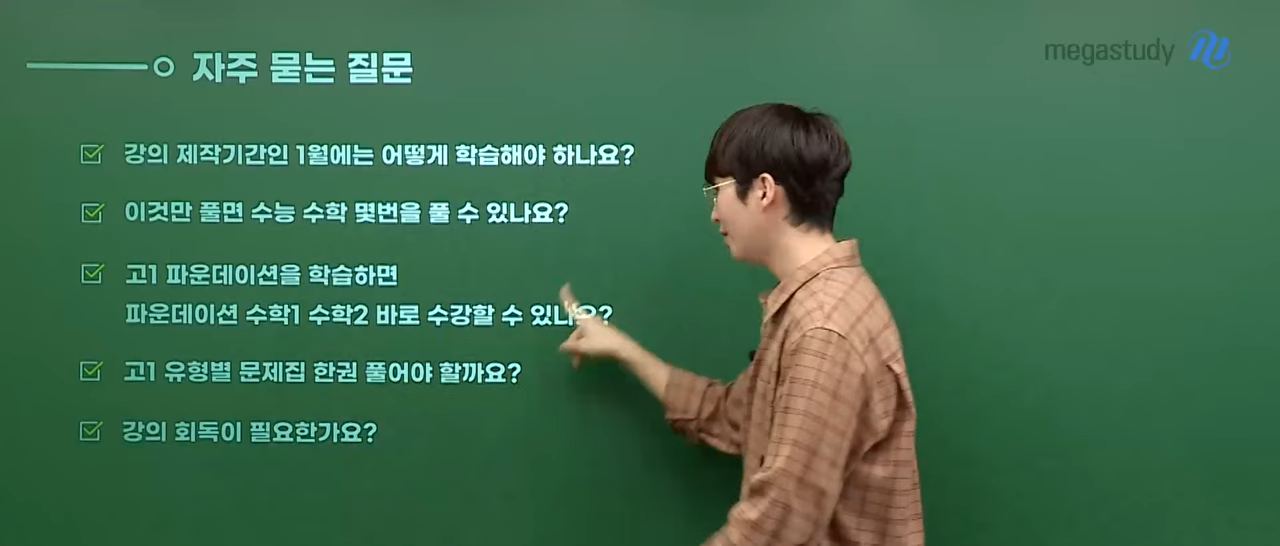 자주 묻는 질문
megastudy
강의 제작기간인 1월에는 어떻게 학습해야 하나요?
이것만 풀면 수능 수학 몇번을 풀 수 있나요?
고1 파운데이션을 학습하면
파운데이션 수학1 수학2 바로 수강할 수 있나요?
고1 유형별 문제집 한권 풀어야 할까요?
강의 회독이 필요한가요?